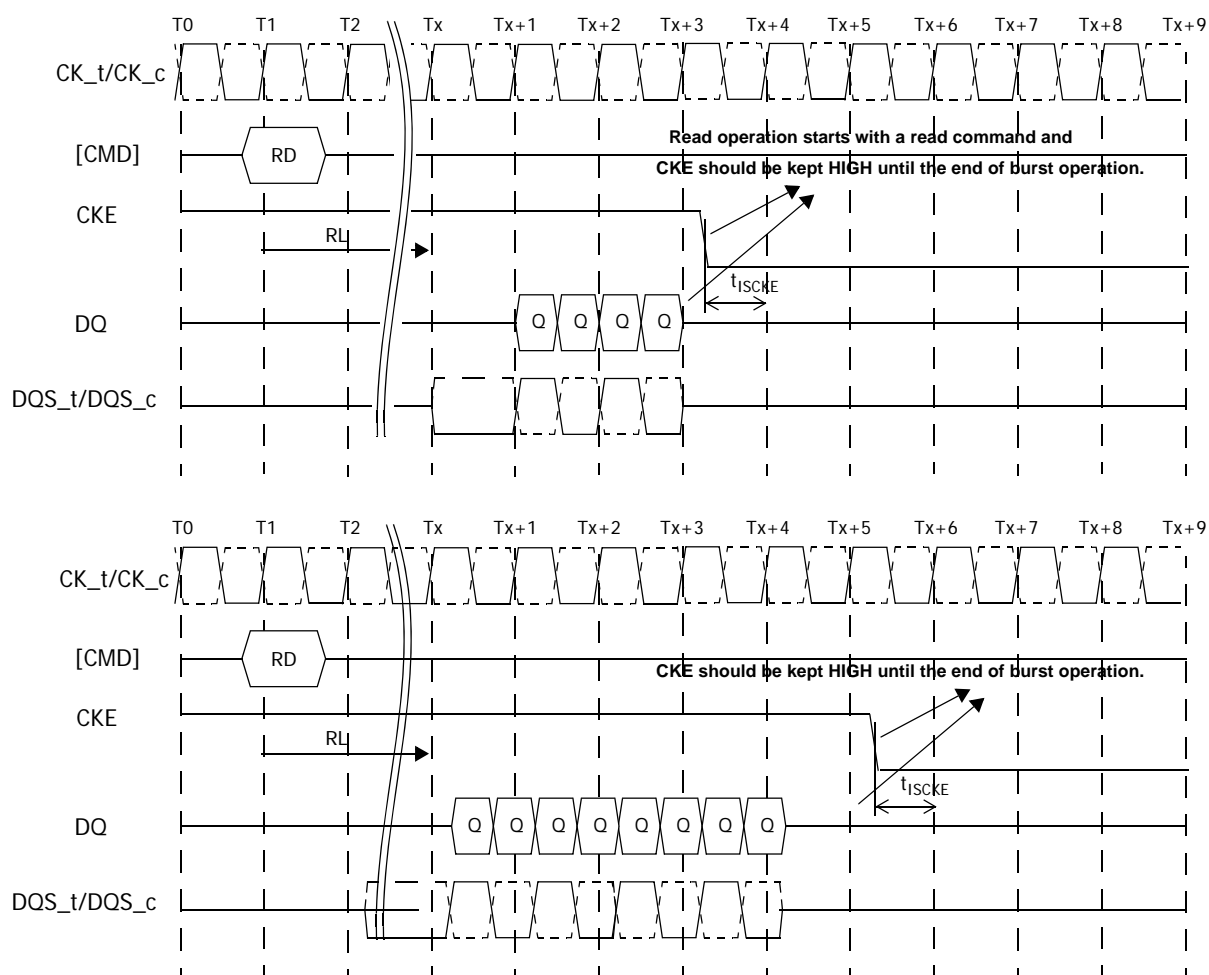 T0 T1 T2 Tx Tx+1 Tx+2 Tx+3 Tx+4 Tx+5 Tx+6 Tx+7 Tx+8 Tx+9
CK_t/CK_c
Read operation starts with a read command and
[CMD] RD
CKE should be kept HIGH until the end of burst operation.
CKE
RL
tISCKE
DQ Q Q Q Q
DQS_t/DQS_c
T0 T1 T2 Tx Tx+1 Tx+2 Tx+3 Tx+4 Tx+5 Tx+6 Tx+7 Tx+8 Tx+9
CK_t/CK_c
[CMD] RD
CKE should be kept HIGH until the end of burst operation.
CKE
RL
tISCKE
DQ Q Q Q Q Q Q Q Q
DQS_t/DQS_c